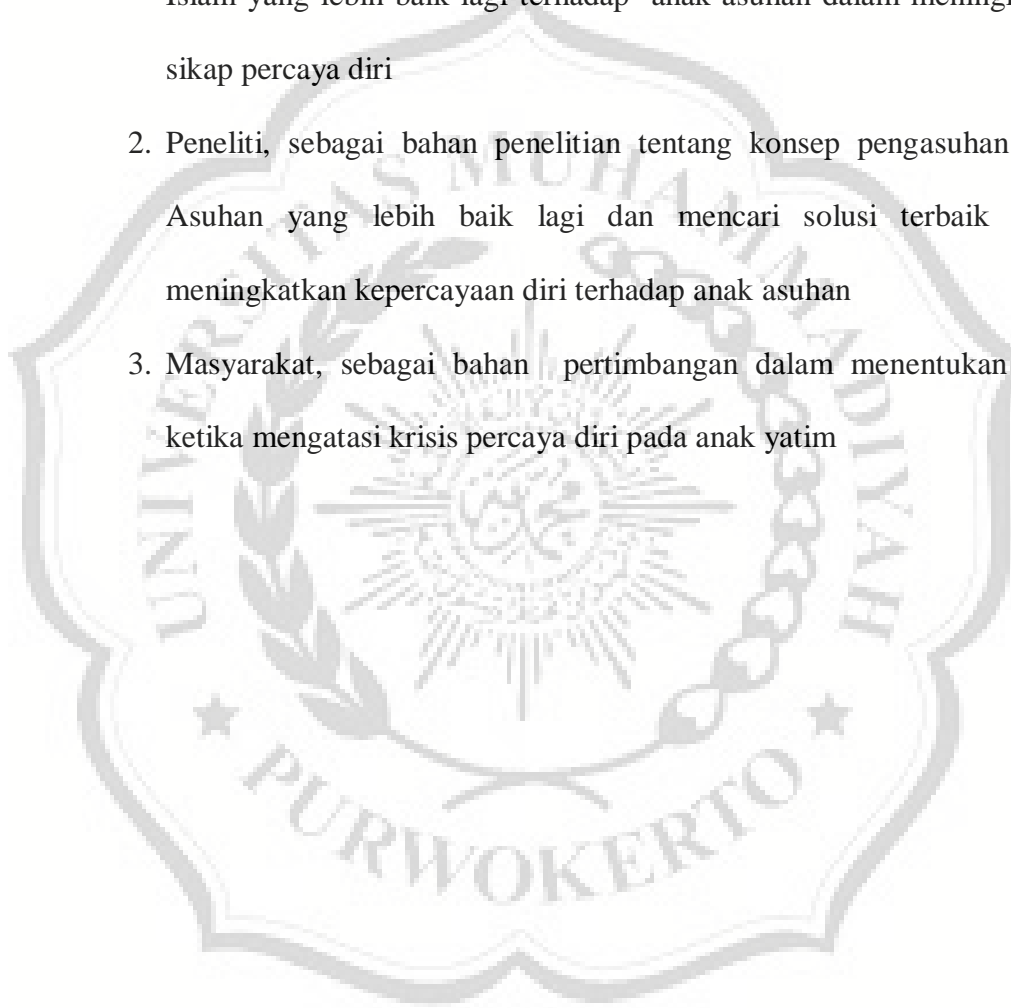 Islam yang lebih baik lagi terhadap anak asuhan dalam
sikap percaya diri
2. Peneliti, sebagai bahan penelitian tentang konsep pengasuhan
Asuhan yang lebih baik lagi dan mencari solusi terbaik
meningkatkan kepercayaan diri terhadap anak asuhan
3. Masyarakat, sebagai bahan pertimbangan dalam menentukan
ketika mengatasi krisis percaya diri pada anak yatim
UNIVERSITAS MUHAMMADIYAH
PURWOKERTO